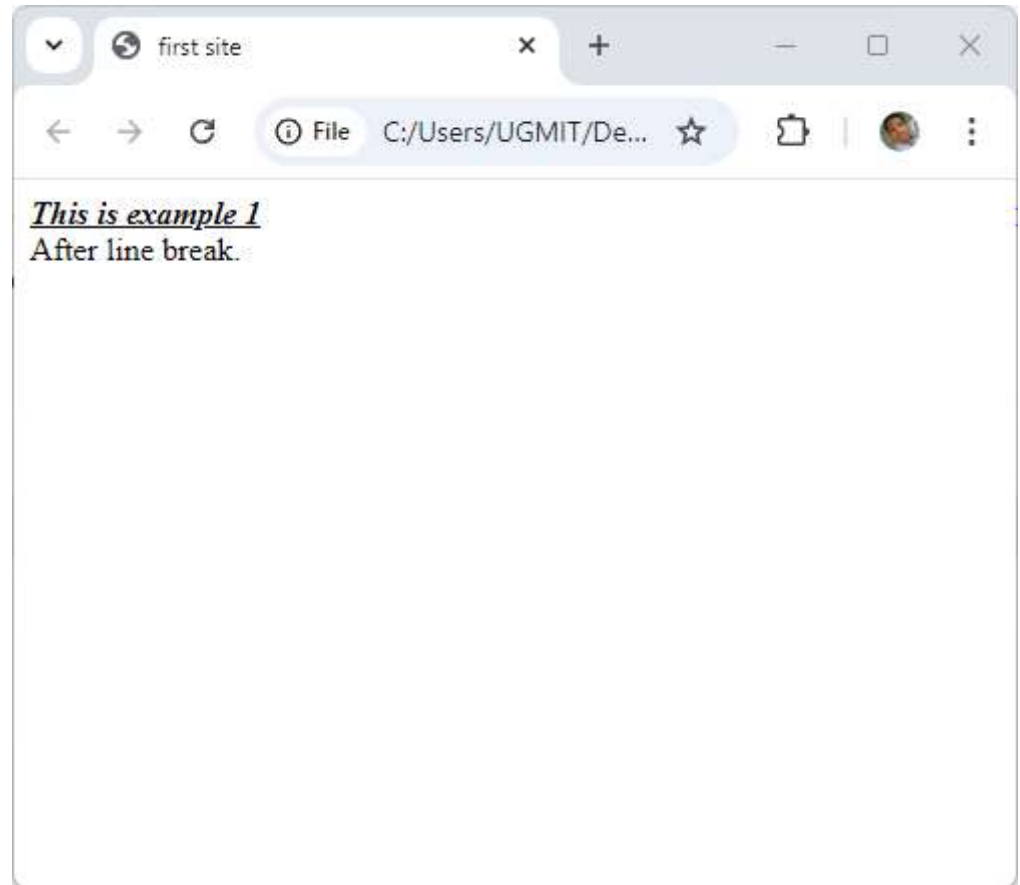 first site
File C:/Users/UGMIT/De...
This is example 1
After line break.